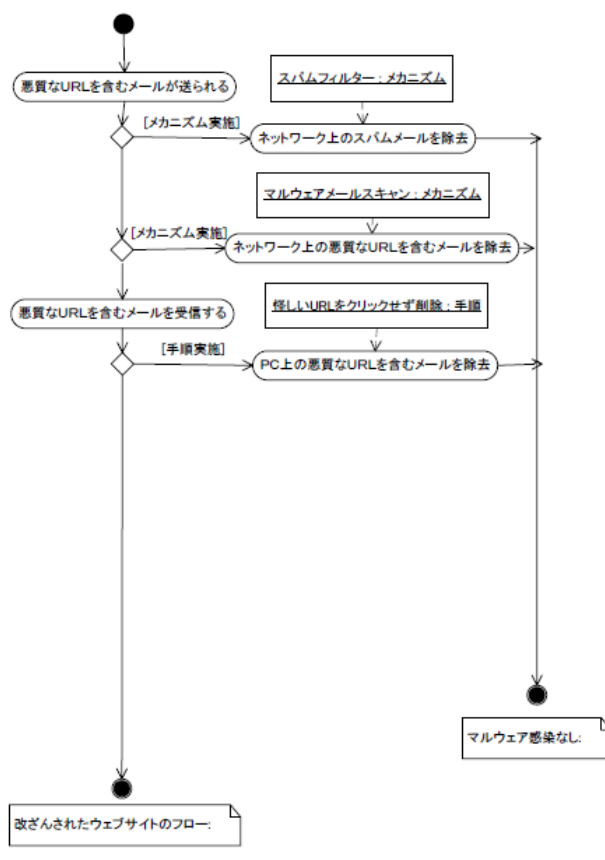 悪質なURLを含むメールが送られる
スパムフィルター : メカニズム
[メカニズム実施]
ネットワーク上のスパムメールを除去
マルウェアメールスキャン : メカニズム
[メカニズム実施]
ネットワーク上の悪質なURLを含むメールを除去
悪質なURLを含むメールを受信する
怪しいURLをクリックせず削除 : 手順
[手順実施]
PC上の悪質なURLを含むメールを除去
マルウェア感染なし:
改ざんされたウェブサイトのフロー: